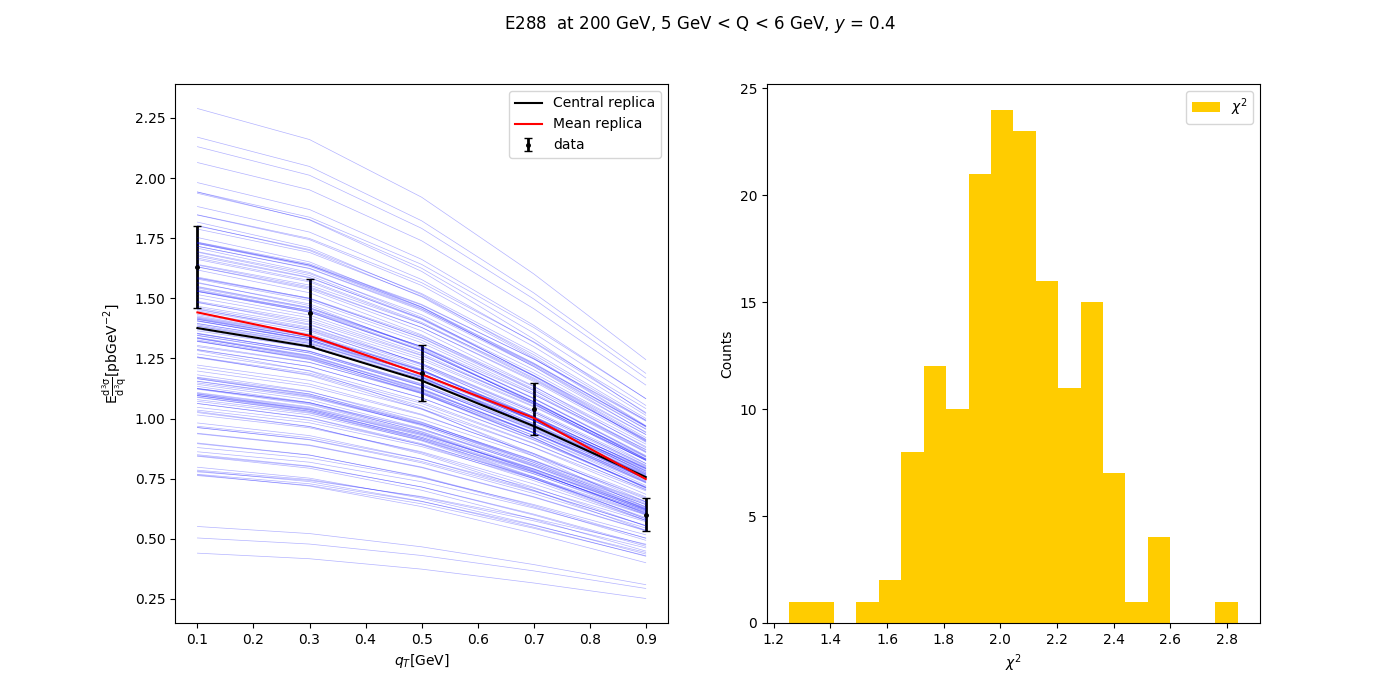 E288 at 200 GeV, 5 GeV < Q < 6 GeV, y = 0.4
Central replica
Mean replica
data
2.25
2.00
1.75
1.50
1.25
1.00
0.75
0.50
0.25
E d³σ/d³q [pbGeV⁻²]
0.1 0.2 0.3 0.4 0.5 0.6 0.7 0.8 0.9
q_T[GeV]
χ²
25
20
15
10
5
0
Counts
1.2 1.4 1.6 1.8 2.0 2.2 2.4 2.6 2.8
χ²